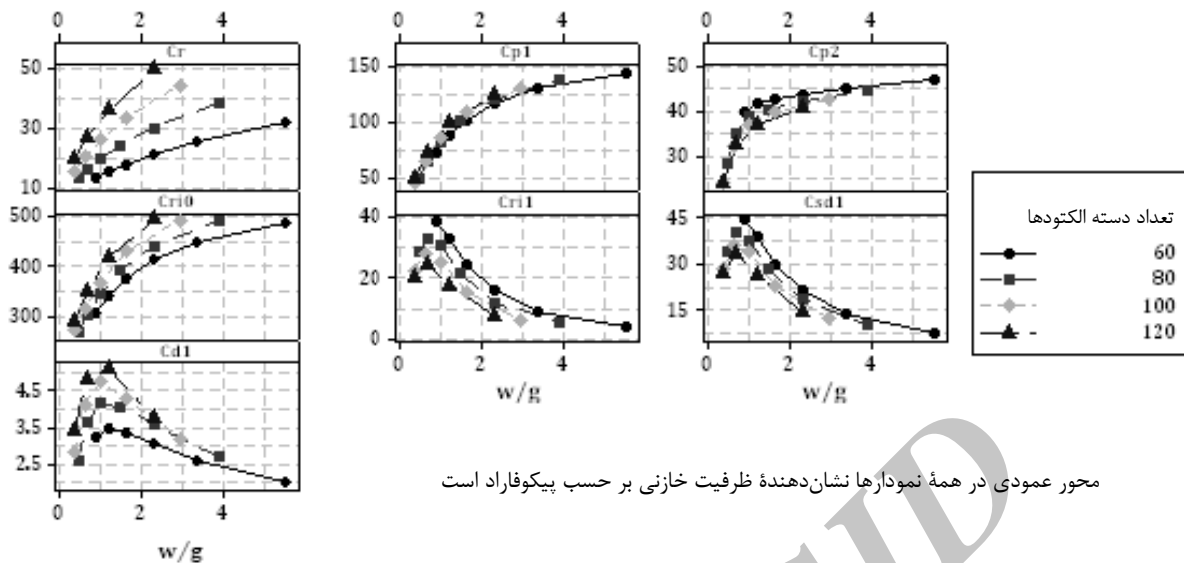 0 2 4
0 2 4
0 2 4
Cr
Cp1
Cp2
50
30
10
150
100
50
50
40
30
Cri0
Cri1
Csd1
500
400
300
40
20
0
45
30
15
Cd1
4.5
3.5
2.5
0 2 4
0 2 4
0 2 4
w/g
w/g
w/g
تعداد دسته الکتودها
60
80
100
120
محور عمودی در همهٔ نمودارها نشان‌دهندهٔ ظرفیت خازنی بر حسب پیکوفاراد است